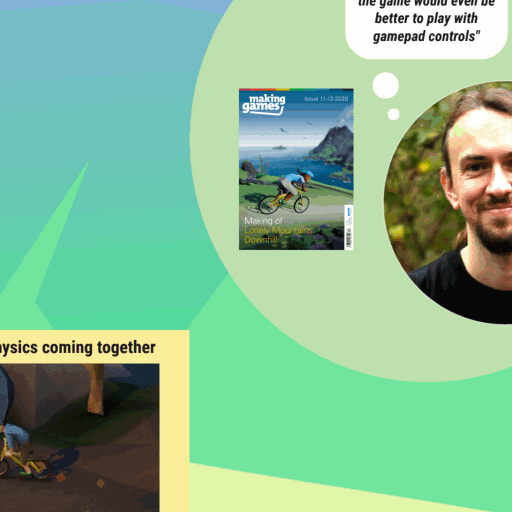 the game would even be
better to play with
gamepad controls"
making
games
Issue 11-12-2020
Making of
Lonely Mountains
Downhill
ysics coming together